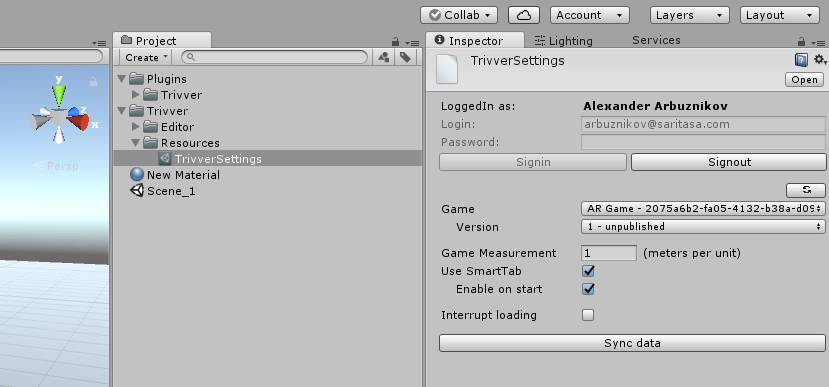 Collab
Account
Layers
Layout
Project
Inspector
Lighting
Services
Create
TrivverSettings
Open
Plugins
Trivver
Trivver
Editor
Resources
TrivverSettings
New Material
Scene_1
y
z
x
Persp
LoggedIn as: Alexander Arbuznikov
Login: arbuznikov@saritasa.com
Password:
Signin Signout
Game AR Game - 2075a6b2-fa05-4132-b38a-d09
Version 1 - unpublished
Game Measurement 1 (meters per unit)
Use SmartTab
Enable on start
Interrupt loading
Sync data